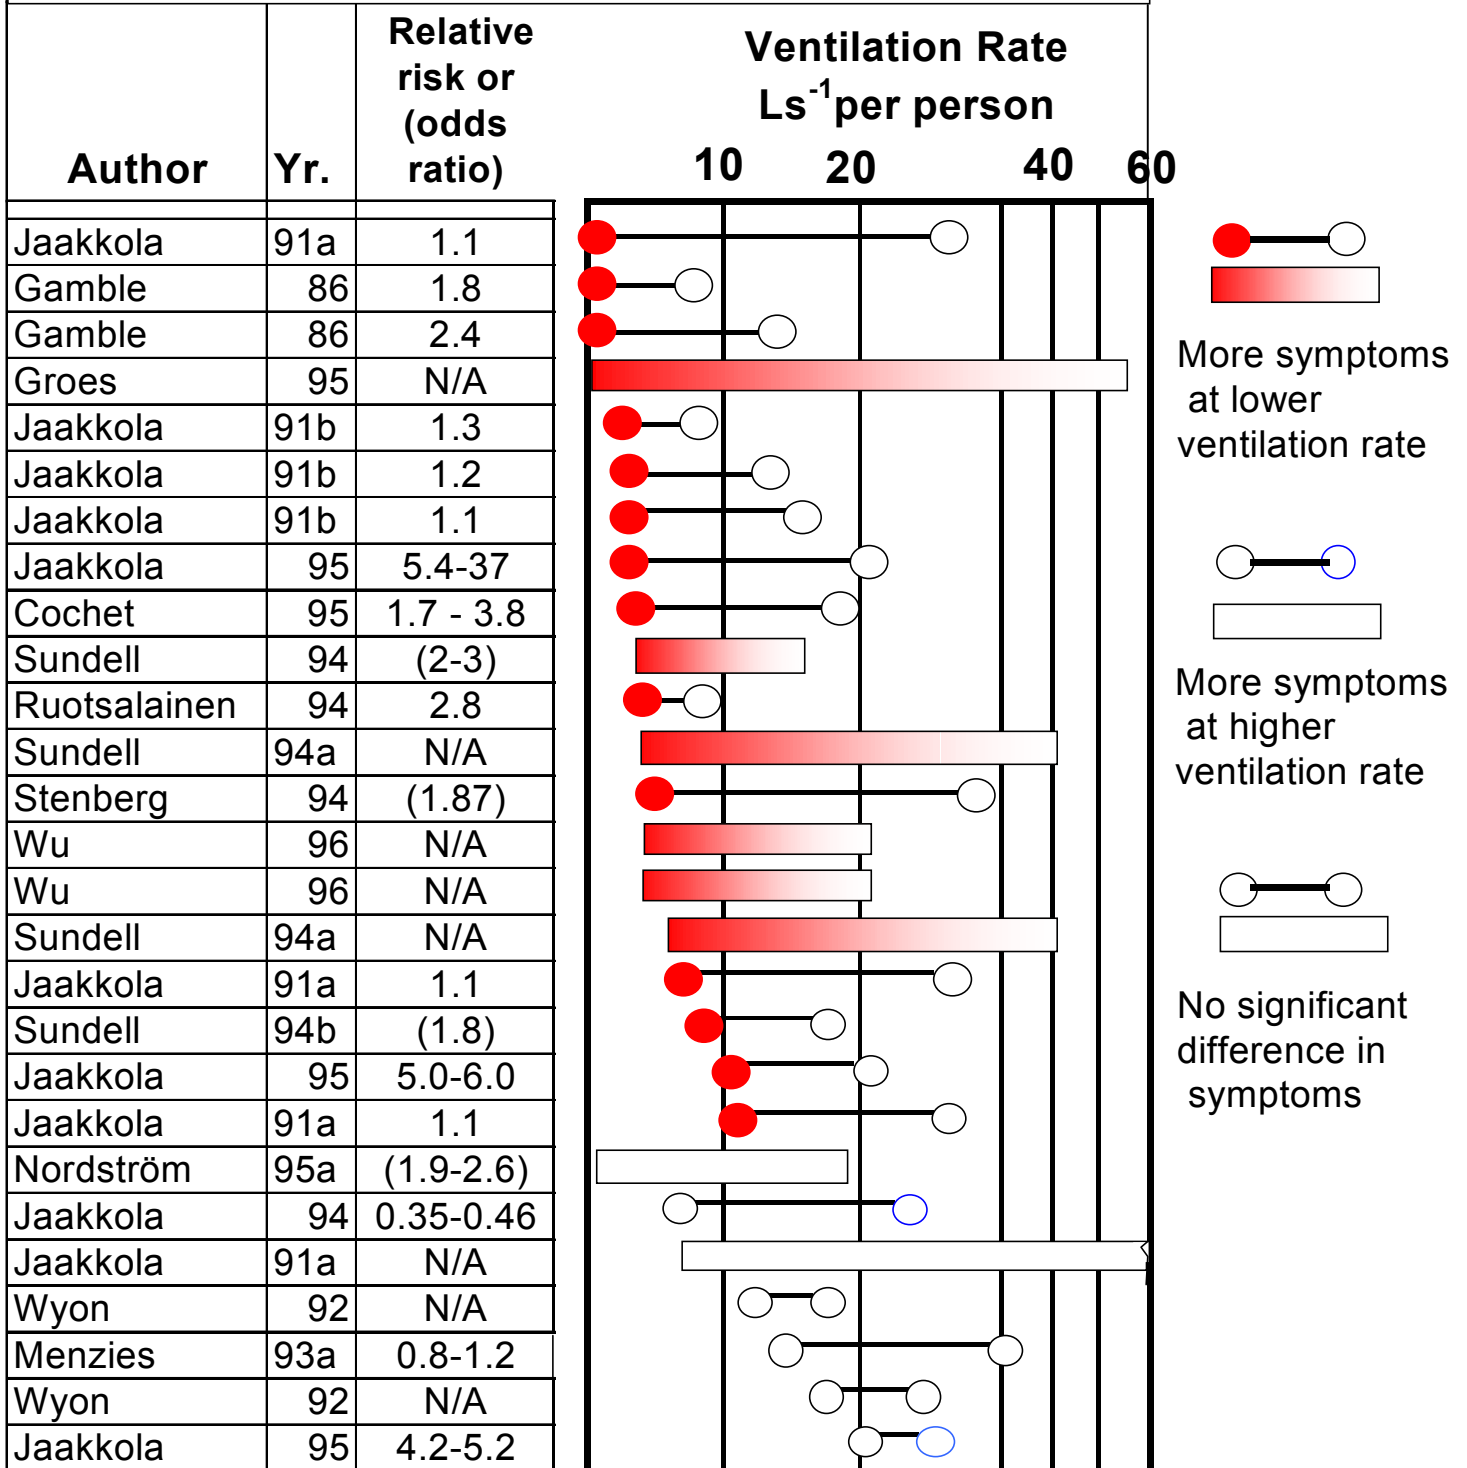 Author Yr. Relative risk or (odds ratio) Ventilation Rate Ls-1 per person
10 20 40 60
Jaakkola 91a 1.1
Gamble 86 1.8
Gamble 86 2.4
Groes 95 N/A
Jaakkola 91b 1.3
Jaakkola 91b 1.2
Jaakkola 91b 1.1
Jaakkola 95 5.4-37
Cochet 95 1.7 - 3.8
Sundell 94 (2-3)
Ruotsalainen 94 2.8
Sundell 94a N/A
Stenberg 94 (1.87)
Wu 96 N/A
Wu 96 N/A
Sundell 94a N/A
Jaakkola 91a 1.1
Sundell 94b (1.8)
Jaakkola 95 5.0-6.0
Jaakkola 91a 1.1
Nordström 95a (1.9-2.6)
Jaakkola 94 0.35-0.46
Jaakkola 91a N/A
Wyon 92 N/A
Menzies 93a 0.8-1.2
Wyon 92 N/A
Jaakkola 95 4.2-5.2
More symptoms
at lower
ventilation rate
More symptoms
at higher
ventilation rate
No significant
difference in
symptoms